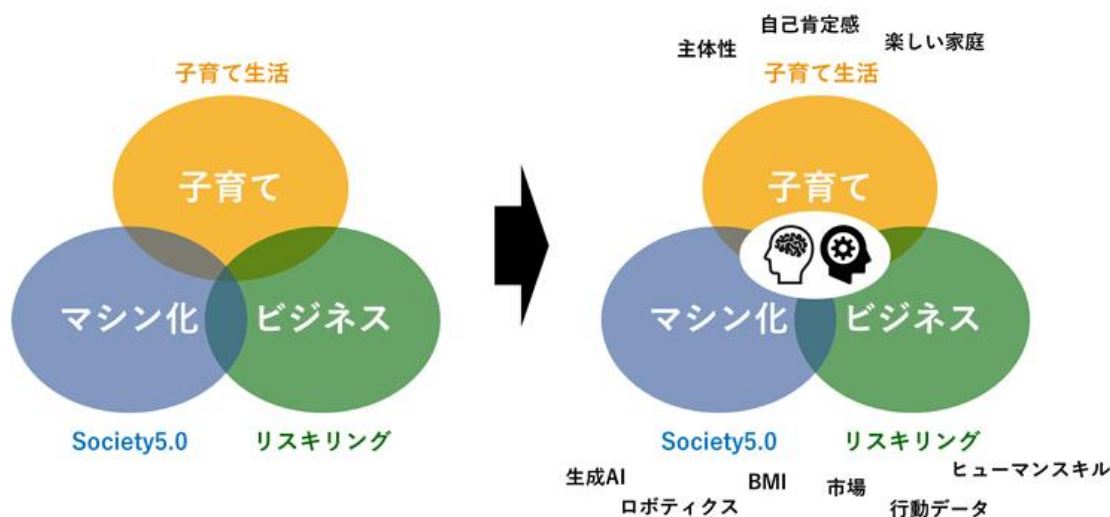 子育て生活
子育て
マシン化
ビジネス
Society5.0
リスキリング
主体性
自己肯定感
楽しい家庭
子育て生活
子育て
マシン化
ビジネス
Society5.0
リスキリング
生成AI
ロボティクス
BMI
市場
行動データ
ヒューマンスキル